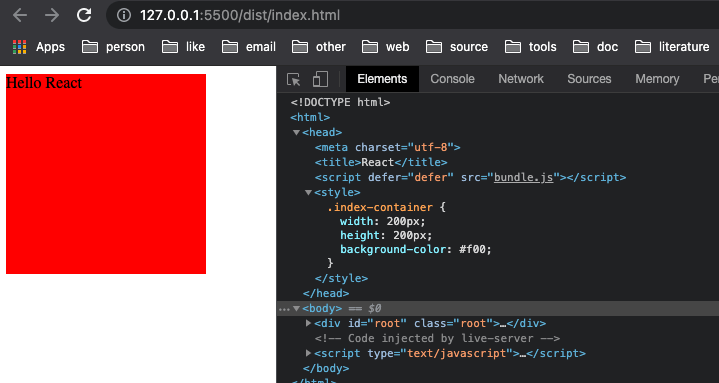 127.0.0.1:5500/dist/index.html
Apps person like email other web source tools doc literature
Hello React
Elements Console Network Sources Memory Pe
<!DOCTYPE html>
<html>
<head>
<meta charset="utf-8">
<title>React</title>
<script defer="defer" src="bundle.js"></script>
<style>
.index-container {
width: 200px;
height: 200px;
background-color: #f00;
}
</style>
</head>
… <body> == $0
<div id="root" class="root">…</div>
<!-- Code injected by live-server -->
<script type="text/javascript">…</script>
</body>
</html>